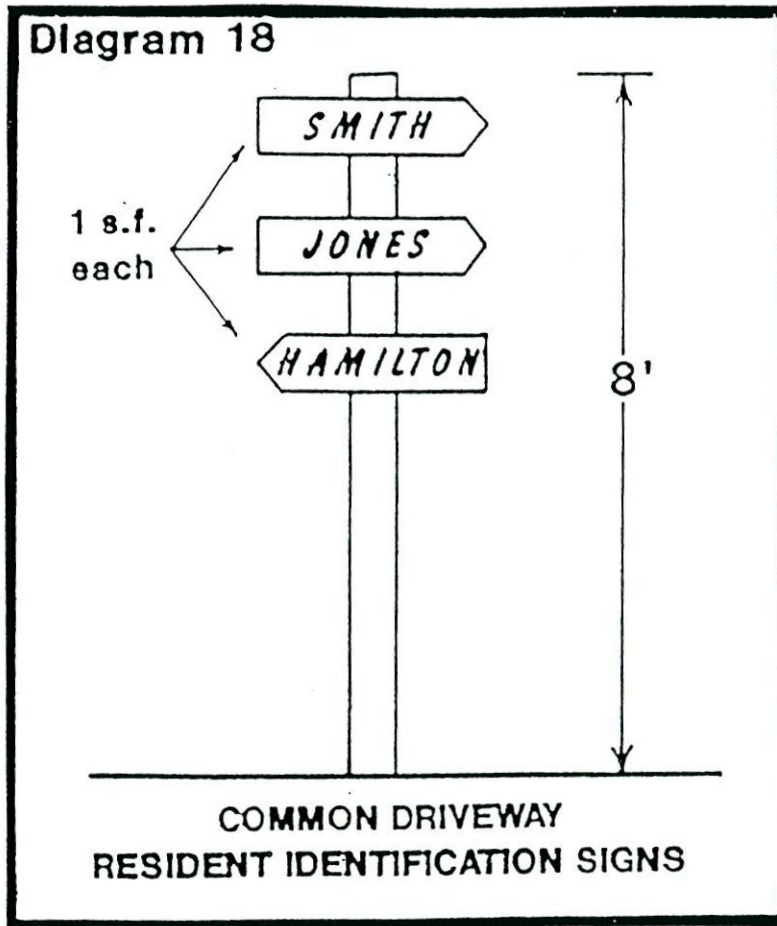 Diagram 18
SMITH
1 s.f.
each
JONES
HAMILTON
8'
COMMON DRIVEWAY
RESIDENT IDENTIFICATION SIGNS